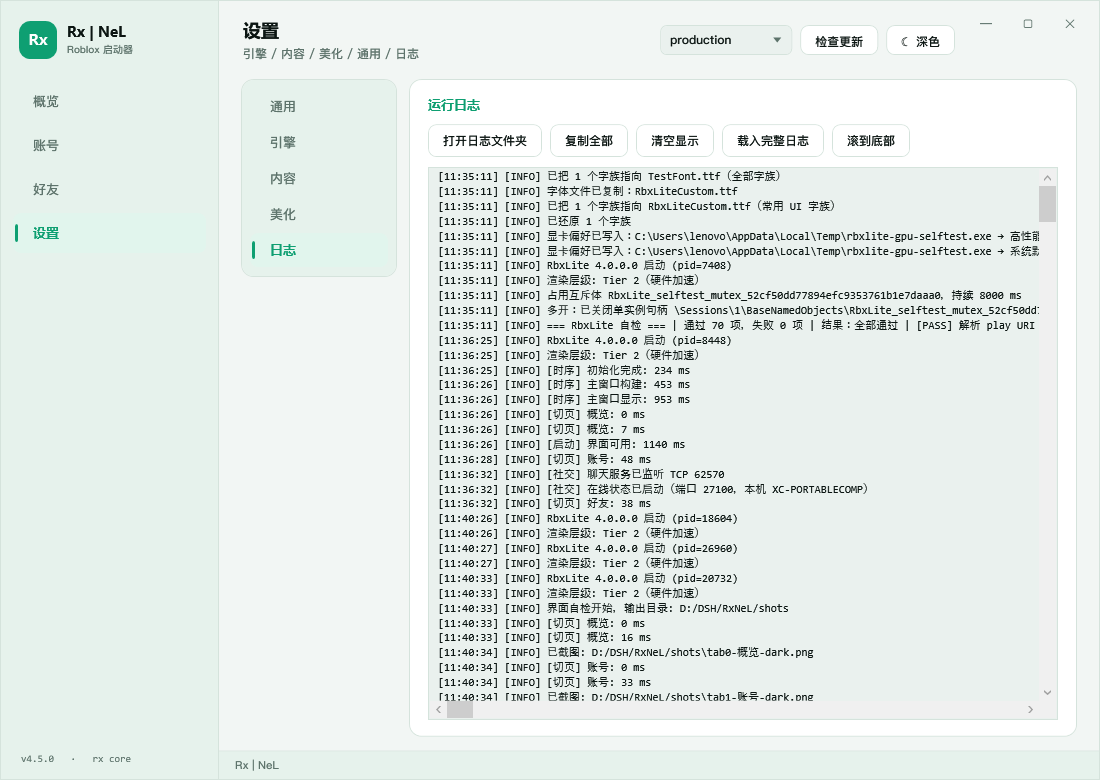 Rx
Rx | NeL
Roblox 启动器
概览
账号
好友
设置
v4.5.0 · rx core
设置
引擎 / 内容 / 美化 / 通用 / 日志
production
检查更新
☾ 深色
通用
引擎
内容
美化
日志
运行日志
打开日志文件夹
复制全部
清空显示
载入完整日志
滚到底部
[11:35:11] [INFO] 已把 1 个字族指向 TestFont.ttf（全部字族）
[11:35:11] [INFO] 字体文件已复制：RbxLiteCustom.ttf
[11:35:11] [INFO] 已把 1 个字族指向 RbxLiteCustom.ttf（常用 UI 字族）
[11:35:11] [INFO] 已还原 1 个字族
[11:35:11] [INFO] 显卡偏好已写入：C:\Users\lenovo\AppData\Local\Temp\rbxlite-gpu-selftest.exe → 高性
[11:35:11] [INFO] 显卡偏好已写入：C:\Users\lenovo\AppData\Local\Temp\rbxlite-gpu-selftest.exe → 系统
[11:35:11] [INFO] RbxLite 4.0.0.0 启动 (pid=7408)
[11:35:11] [INFO] 渲染层级: Tier 2（硬件加速）
[11:35:11] [INFO] 占用互斥体 RbxLite_selftest_mutex_52cf50dd77894efc9353761b1e7daaa0，持续 8000 ms
[11:35:11] [INFO] 多开：已关闭单实例句柄 \Sessions\1\BaseNamedObjects\RbxLite_selftest_mutex_52cf50dd
[11:35:11] [INFO] === RbxLite 自检 === | 通过 70 项，失败 0 项 | 结果：全部通过 | [PASS] 解析 play URI
[11:36:25] [INFO] RbxLite 4.0.0.0 启动 (pid=8448)
[11:36:25] [INFO] 渲染层级: Tier 2（硬件加速）
[11:36:25] [INFO] [时序] 初始化完成: 234 ms
[11:36:26] [INFO] [时序] 主窗口构建: 453 ms
[11:36:26] [INFO] [时序] 主窗口显示: 953 ms
[11:36:26] [INFO] [切页] 概览: 0 ms
[11:36:26] [INFO] [切页] 概览: 7 ms
[11:36:26] [INFO] [启动] 界面可用: 1140 ms
[11:36:28] [INFO] [切页] 账号: 48 ms
[11:36:32] [INFO] [社交] 聊天服务已监听 TCP 62570
[11:36:32] [INFO] [社交] 在线状态已启动（端口 27100，本机 XC-PORTABLECOMP）
[11:36:32] [INFO] [切页] 好友: 38 ms
[11:40:26] [INFO] RbxLite 4.0.0.0 启动 (pid=18604)
[11:40:26] [INFO] 渲染层级: Tier 2（硬件加速）
[11:40:27] [INFO] RbxLite 4.0.0.0 启动 (pid=26960)
[11:40:27] [INFO] 渲染层级: Tier 2（硬件加速）
[11:40:33] [INFO] RbxLite 4.0.0.0 启动 (pid=20732)
[11:40:33] [INFO] 渲染层级: Tier 2（硬件加速）
[11:40:33] [INFO] 界面自检开始，输出目录: D:/DSH/RxNeL/shots
[11:40:33] [INFO] [切页] 概览: 0 ms
[11:40:33] [INFO] [切页] 概览: 16 ms
[11:40:34] [INFO] 已截图: D:/DSH/RxNeL/shots\tab0-概览-dark.png
[11:40:34] [INFO] [切页] 账号: 0 ms
[11:40:34] [INFO] [切页] 账号: 33 ms
[11:40:34] [INFO] 已截图: D:/DSH/RxNeL/shots\tab1-账号-dark.png
Rx | NeL